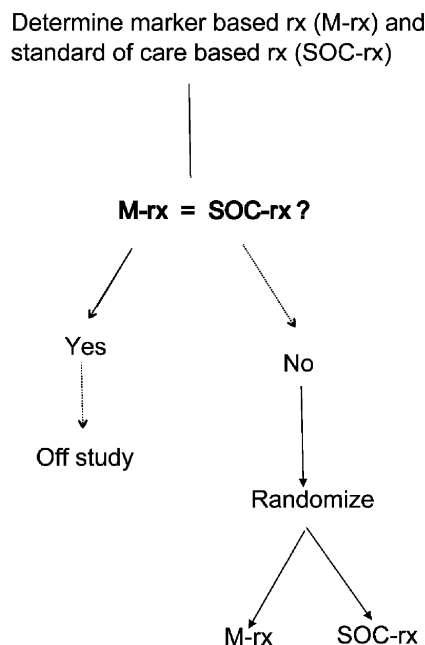 Determine marker based rx (M-rx) and
standard of care based rx (SOC-rx)
M-rx = SOC-rx ?
Yes
No
Off study
Randomize
M-rx
SOC-rx